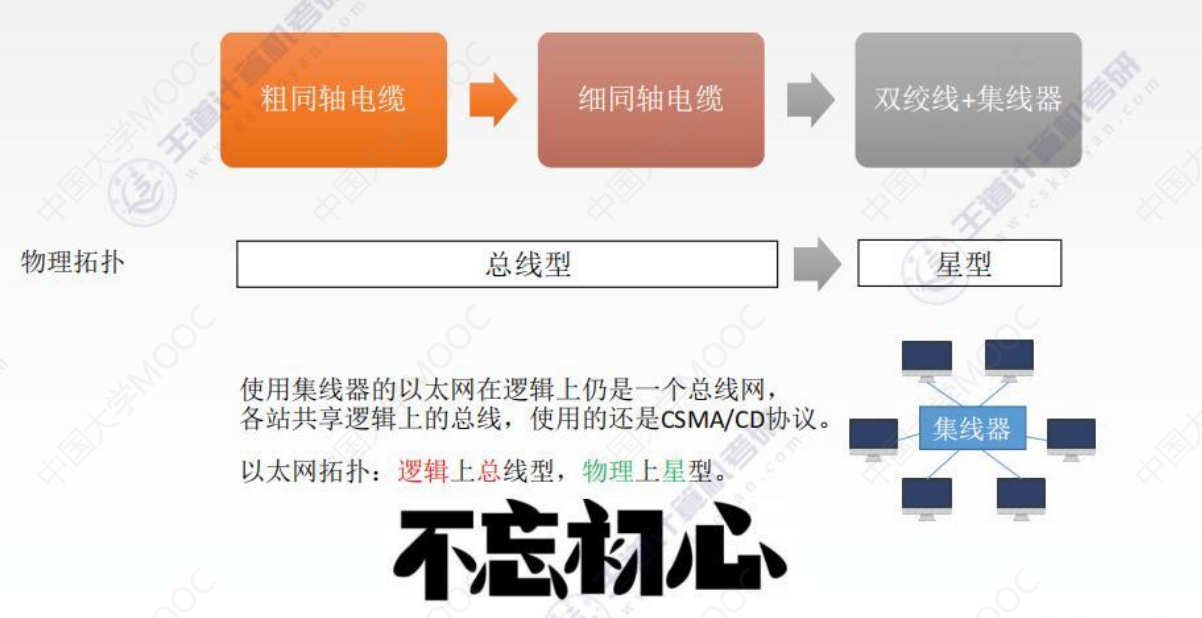 粗同轴电缆
细同轴电缆
双绞线+集线器
物理拓扑
总线型
星型
使用集线器的以太网在逻辑上仍是一个总线网，
各站共享逻辑上的总线，使用的还是CSMA/CD协议。
集线器
以太网拓扑：逻辑上总线型，物理上星型。
不忘初心
中国大学MOOC
王道计算机考研
www.cskaoyan.com